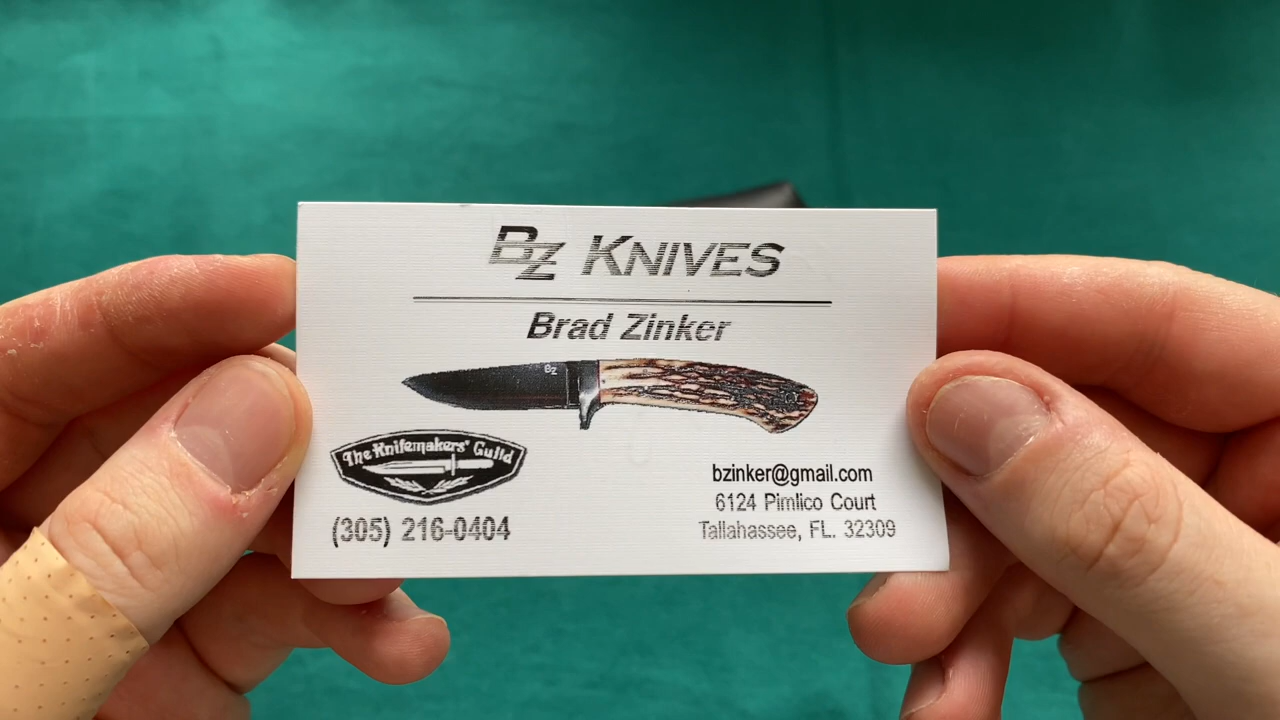 BZ KNIVES
Brad Zinker
BZ
The Knifemakers' Guild
(305) 216-0404
bzinker@gmail.com
6124 Pimlico Court
Tallahassee, FL. 32309